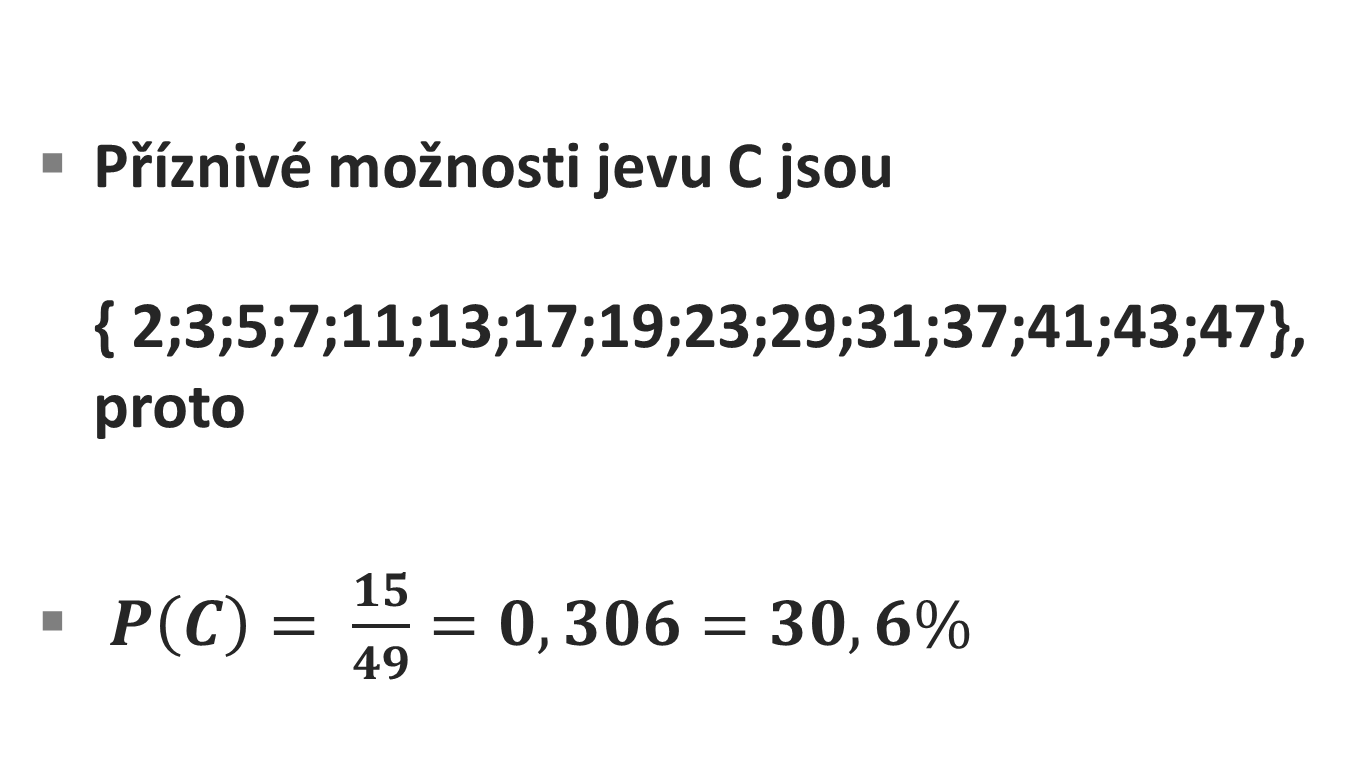 ▪ Příznivé možnosti jevu C jsou
{ 2;3;5;7;11;13;17;19;23;29;31;37;41;43;47},
proto
▪ P(C) = 15/49 = 0,306 = 30,6%